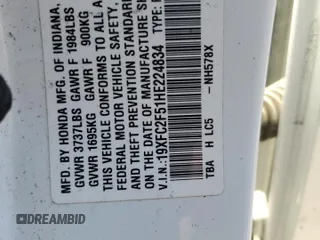 MFD. BY HONDA MFG. OF INDIANA,
GVWR 3737LBS GAWR F 1984LBS
GVWR 1695KG GAWR F 900KG
THIS VEHICLE CONFORMS TO ALL A
FEDERAL MOTOR VEHICLE SAFETY,
AND THEFT PREVENTION STANDARD
ON THE DATE OF MANUFACTURE SH
V.I.N.: 19XFC2F51HE224834 TYPE:
TBA H LC5 - NH578X
DREAMBID